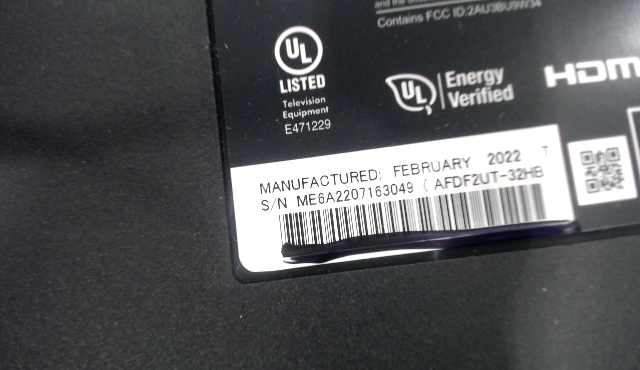 Contains FCC ID:2AU3BU9W34
UL
LISTED
Television
Equipment
E471229
UL
Energy
Verified
HDM
MANUFACTURED: FEBRUARY 2022 T
S/N ME6A2207163049 ( AFDF2UT-32HB